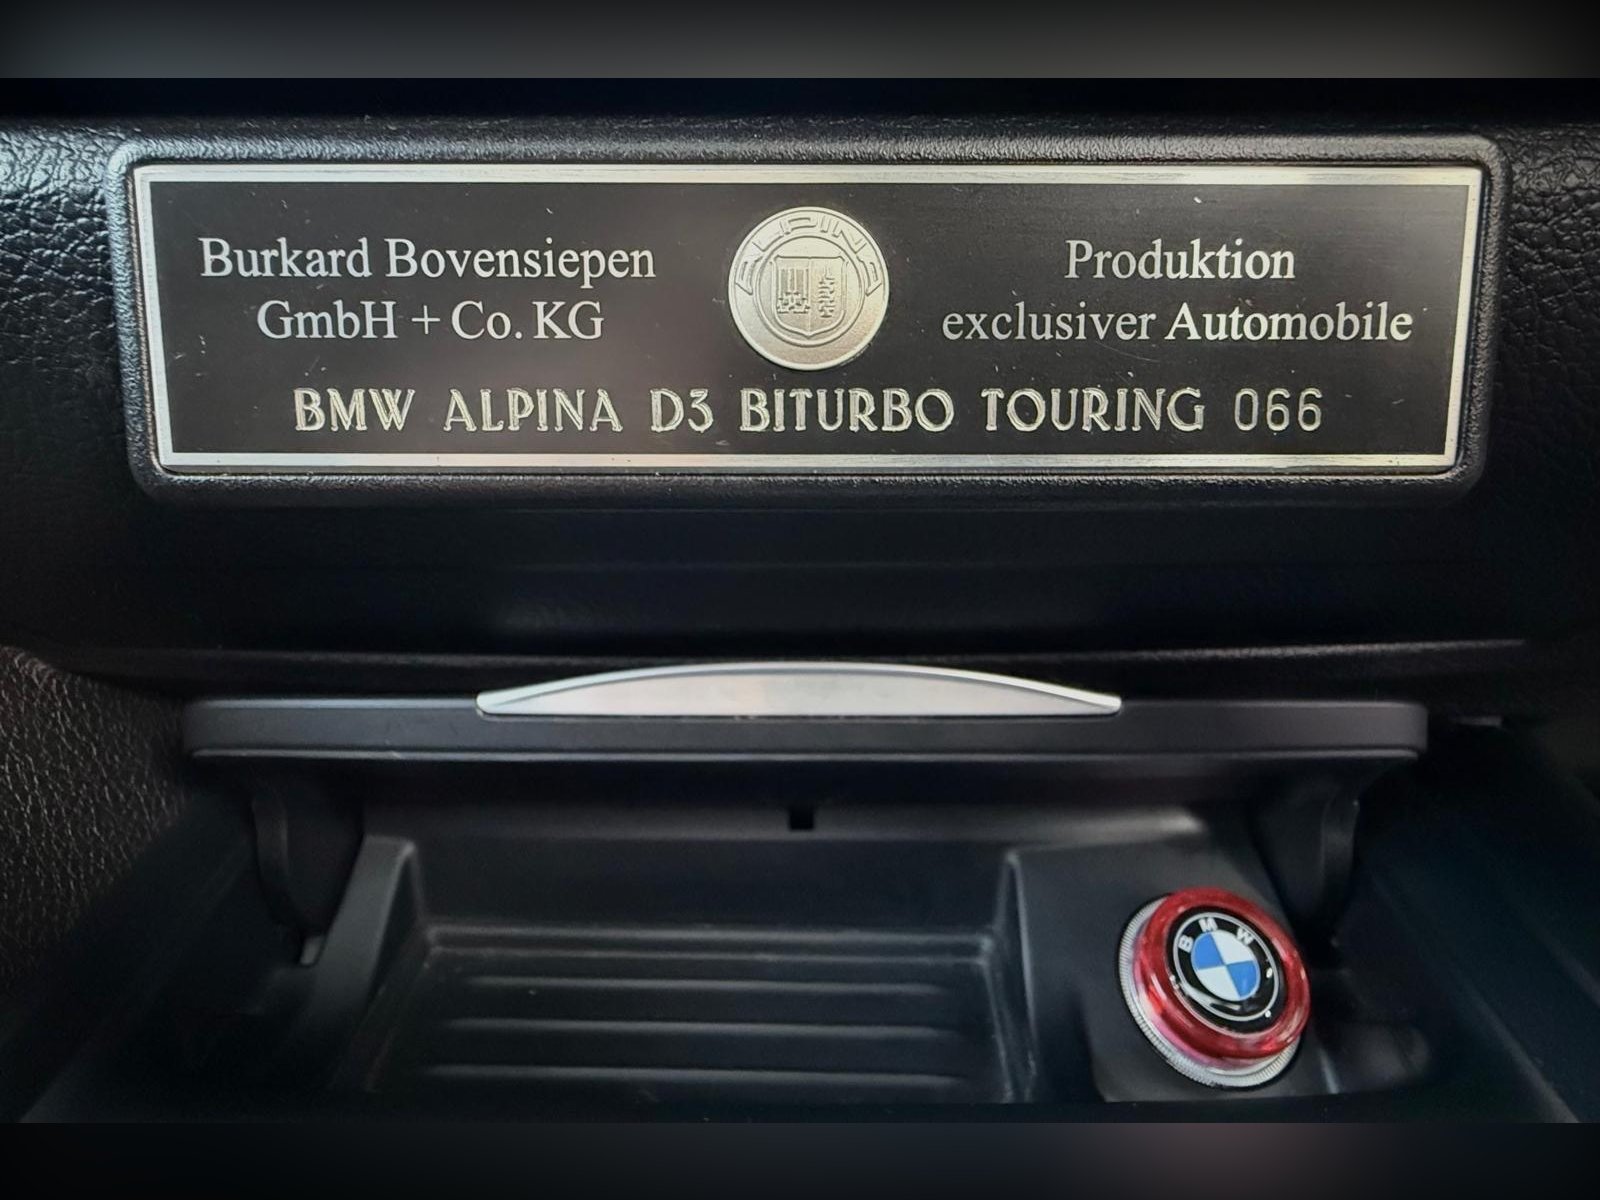 Burkard Bovensiepen
GmbH + Co. KG
ALPINA
Produktion
exclusiver Automobile
BMW ALPINA D3 BITURBO TOURING 066
BMW